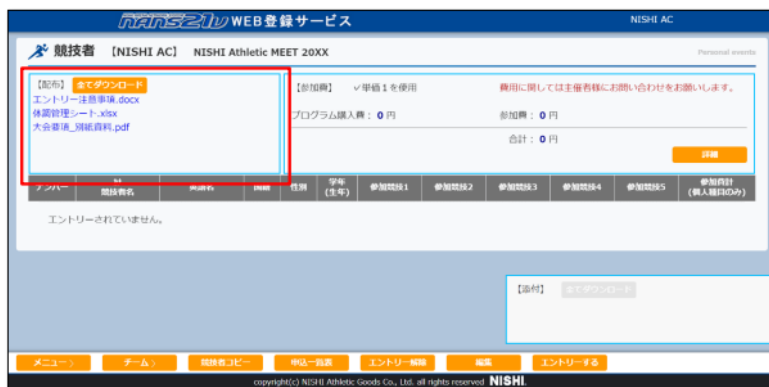 NANS21V WEB登録サービス NISHI AC
競技者 【NISHI AC】 NISHI Athletic MEET 20XX Personal events
【配布】 全てダウンロード
エントリー注意事項.docx
体調管理シート.xlsx
大会要項_別紙資料.pdf
【参加費】 ✓単価1を使用 費用に関しては主催者様にお問い合わせをお願いします。
プログラム購入費: 0 円 参加費: 0 円
合計: 0 円
詳細
ナンバー 競技者名 英語名 国籍 性別 学年(生年) 参加競技1 参加競技2 参加競技3 参加競技4 参加競技5 参加費計(個人種目のみ)
エントリーされていません。
【添付】 全てダウンロード
メニュー〉 チーム〉 競技者コピー 申込一覧表 エントリー解除 編集 エントリーする
copyright(c) NISHI Athletic Goods Co., Ltd. all rights reserved NISHI.